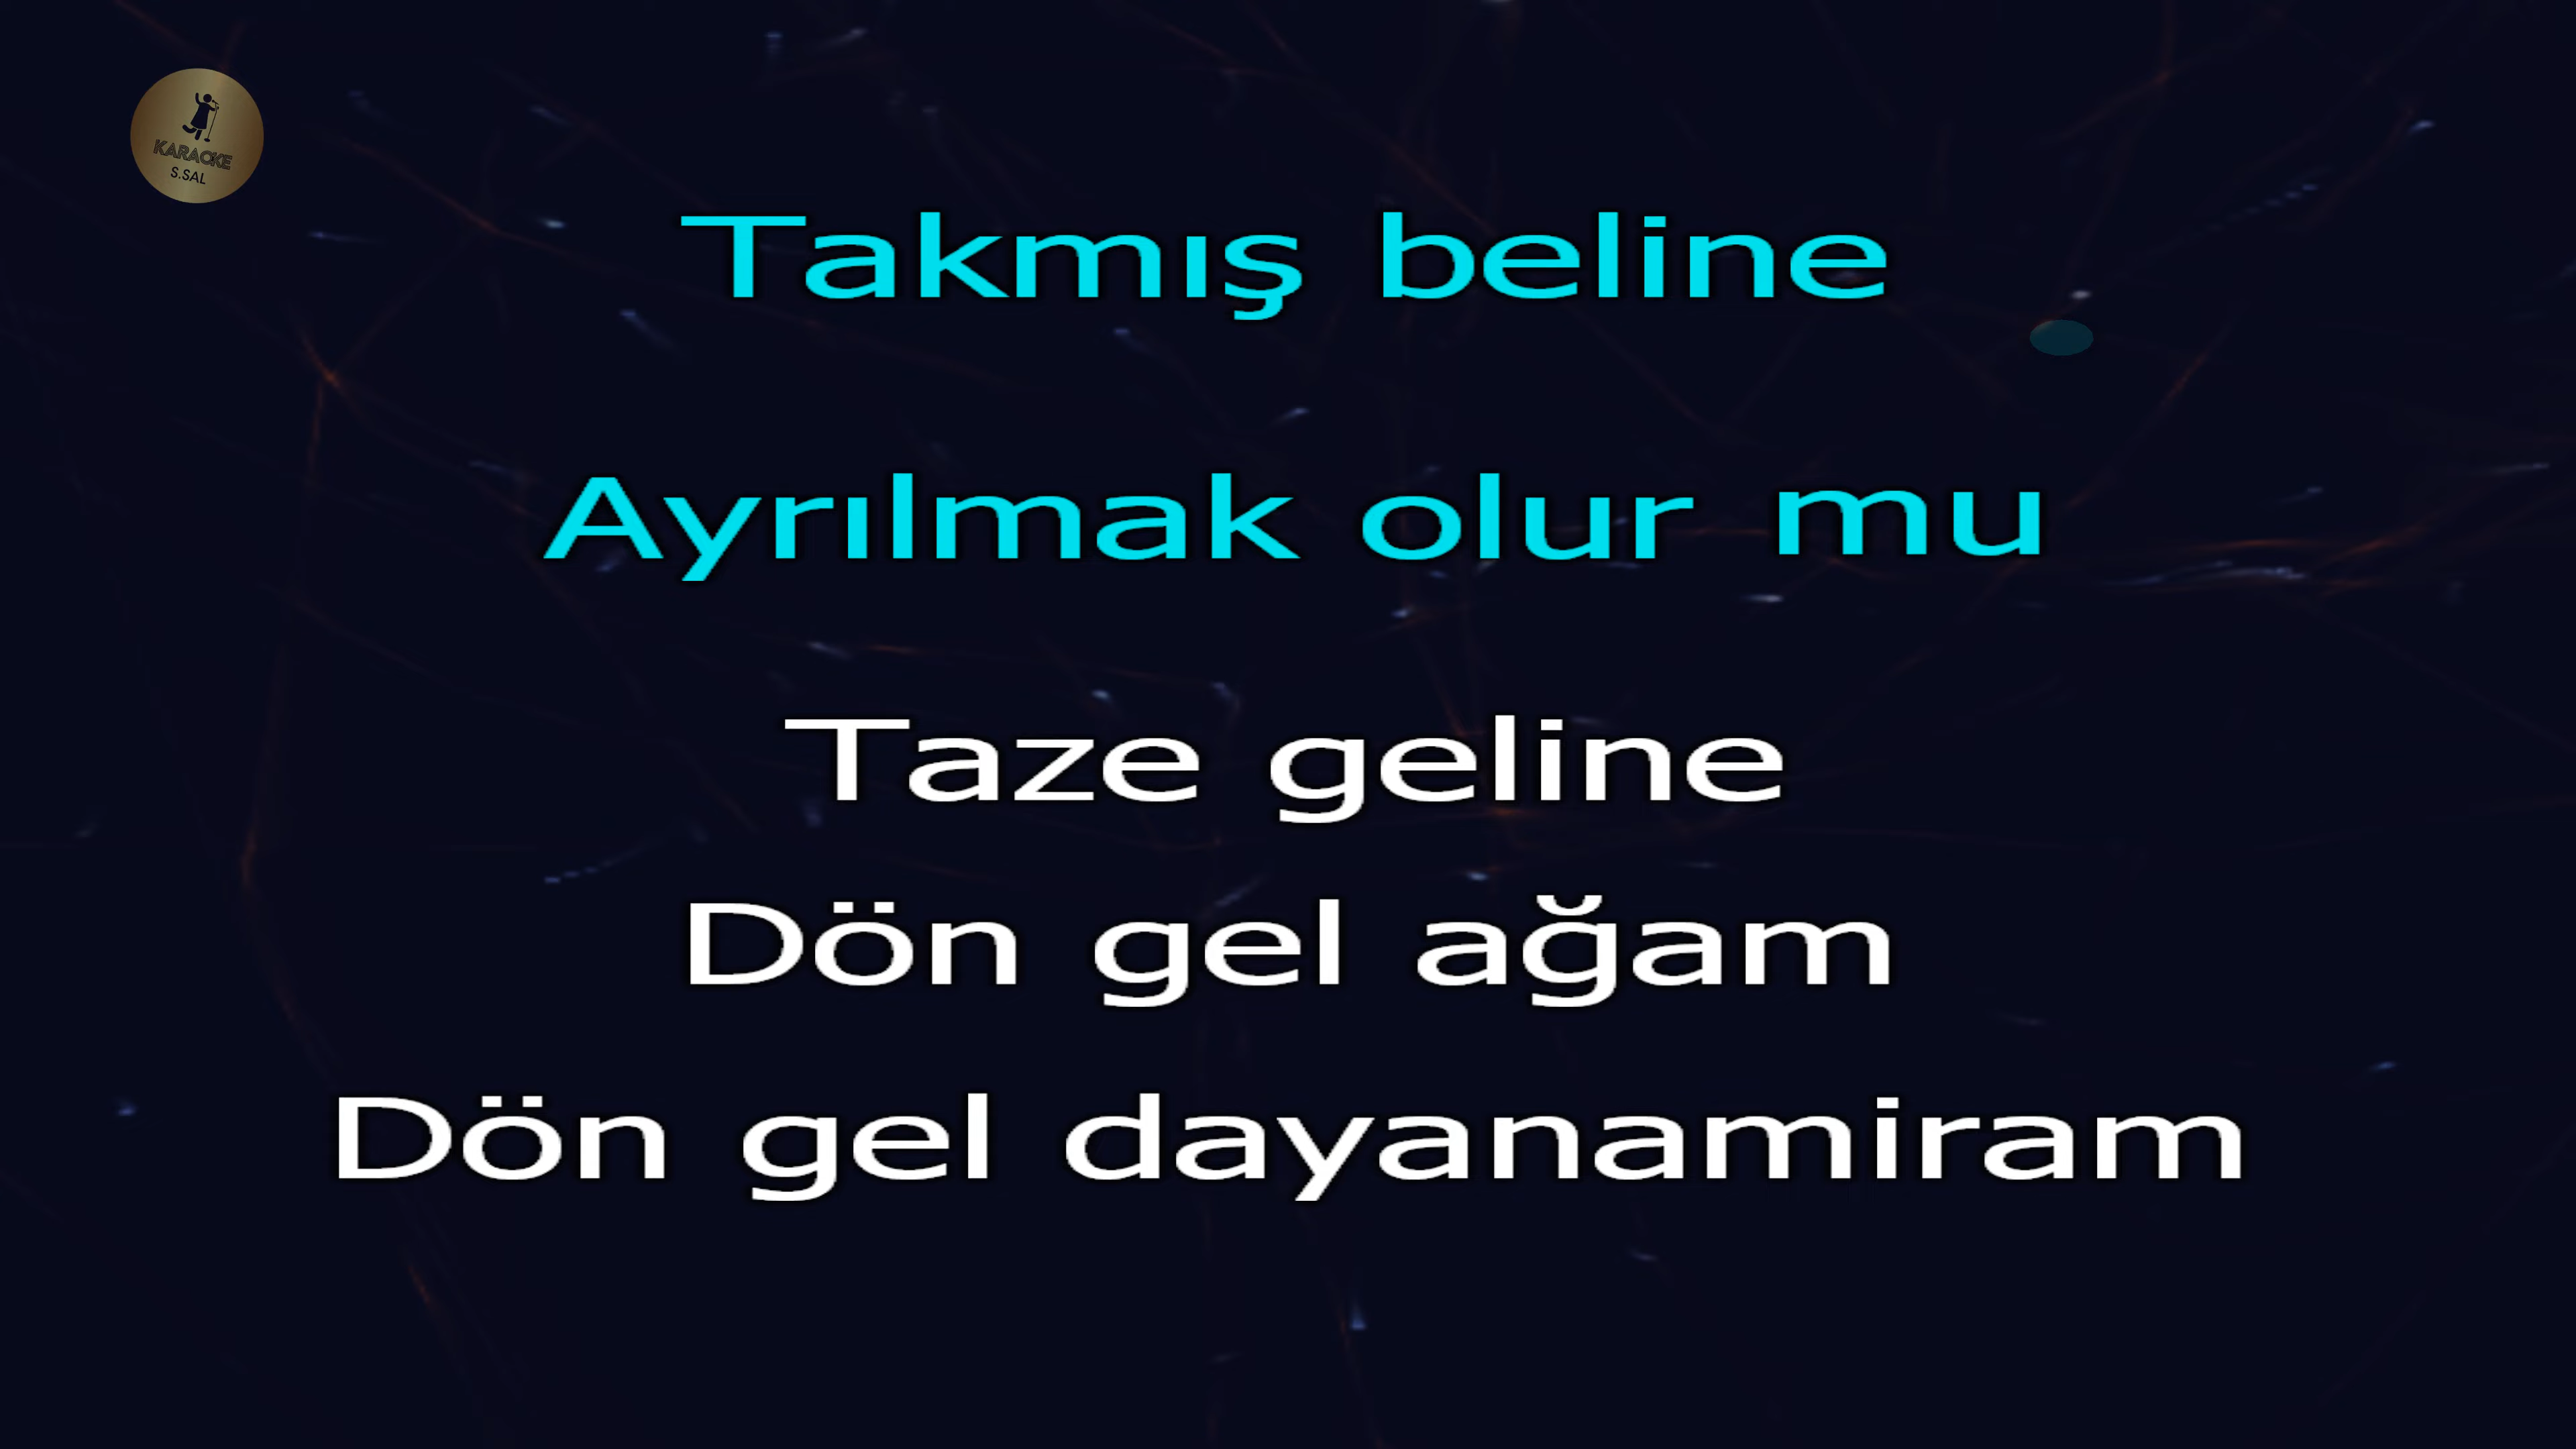 KARAOKE
S.SAL
Takmış beline
Ayrılmak olur mu
Taze geline
Dön gel ağam
Dön gel dayanamiram